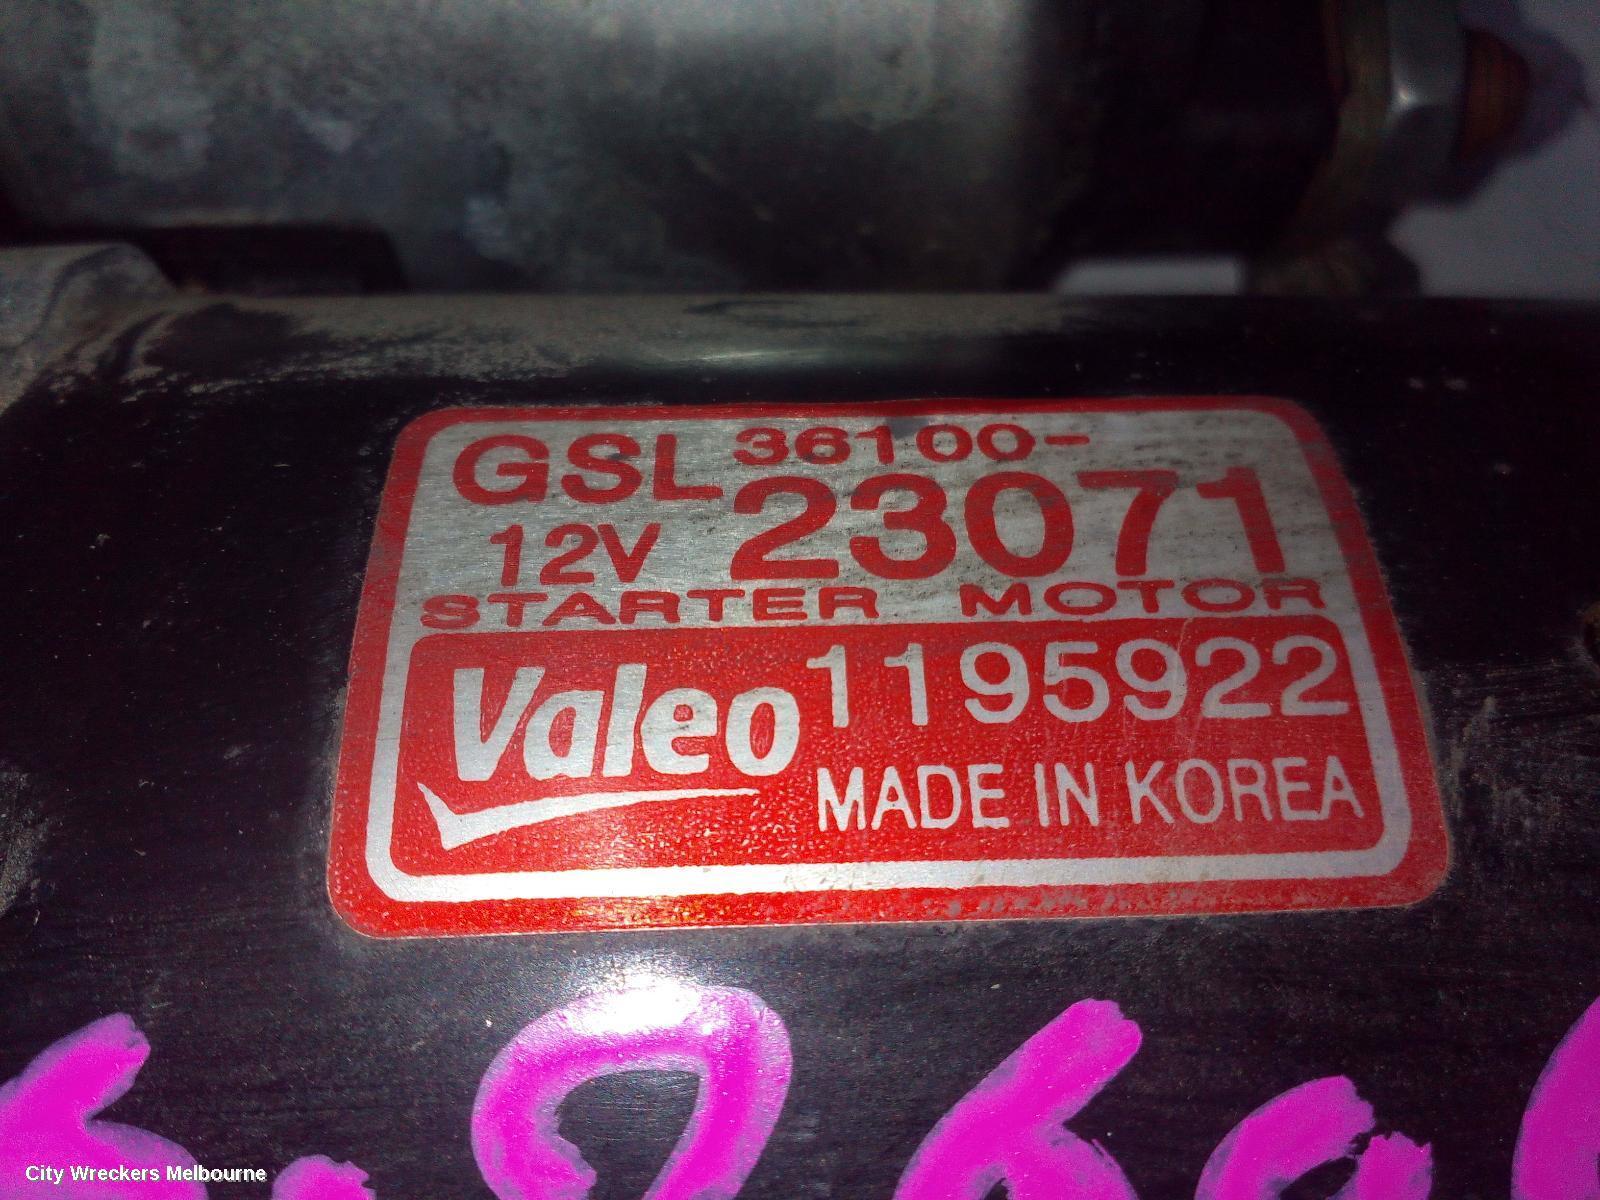 GSL 36100-
12V 23071
STARTER MOTOR
Valeo 1195922
MADE IN KOREA
City Wreckers Melbourne